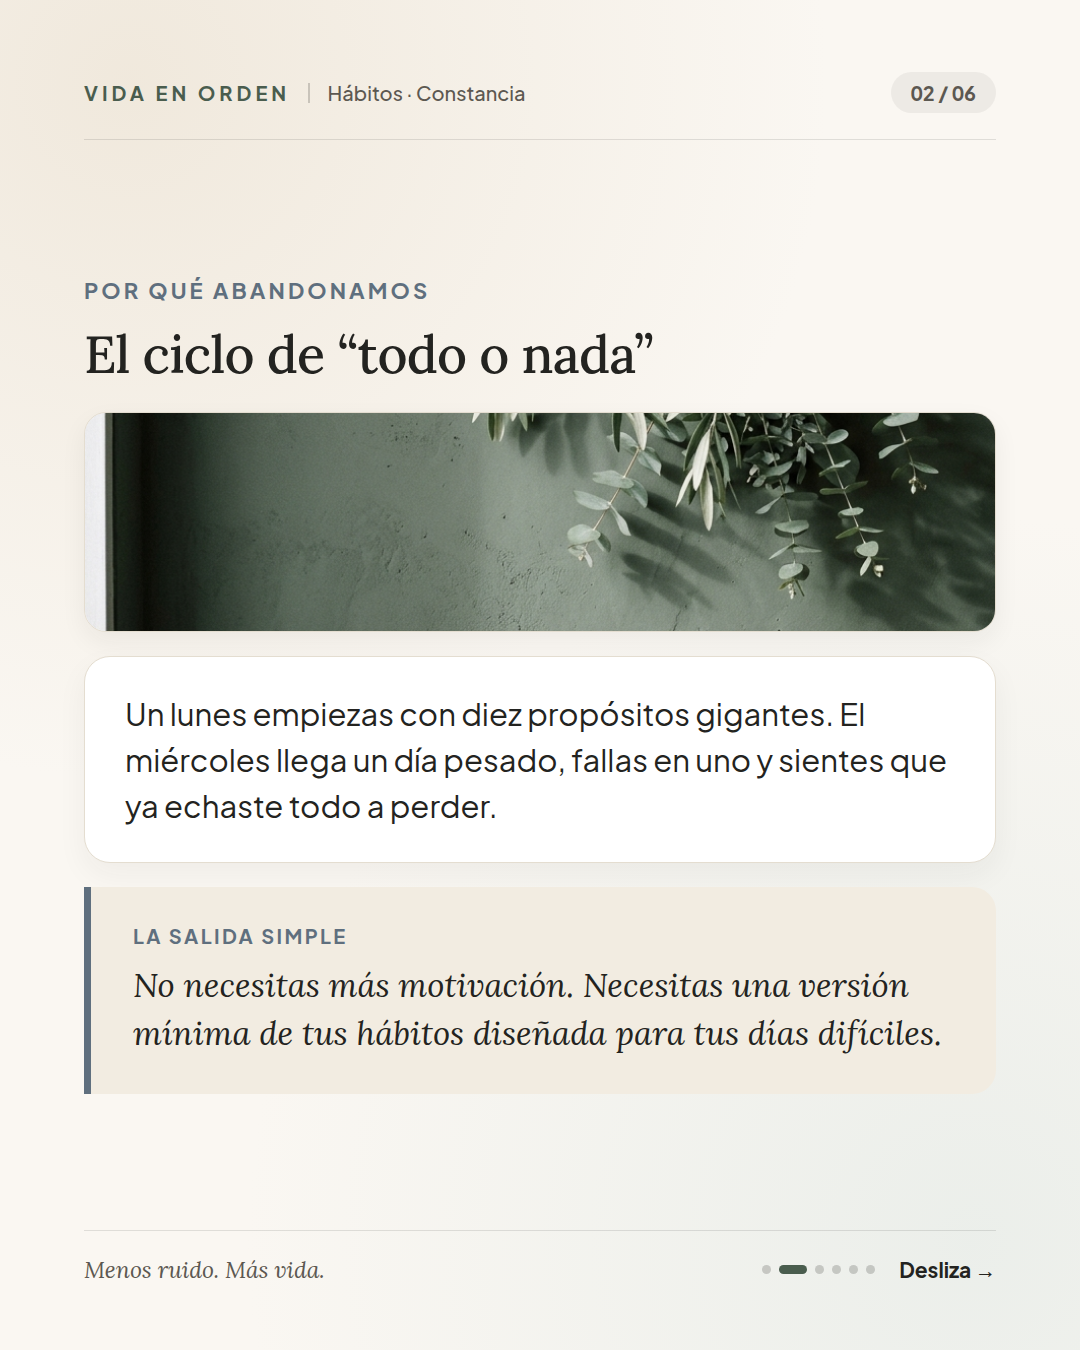 VIDA EN ORDEN | Hábitos · Constancia
02 / 06
POR QUÉ ABANDONAMOS
El ciclo de “todo o nada”
Un lunes empiezas con diez propósitos gigantes. El
miércoles llega un día pesado, fallas en uno y sientes que
ya echaste todo a perder.
LA SALIDA SIMPLE
No necesitas más motivación. Necesitas una versión
mínima de tus hábitos diseñada para tus días difíciles.
Menos ruido. Más vida.
Desliza →